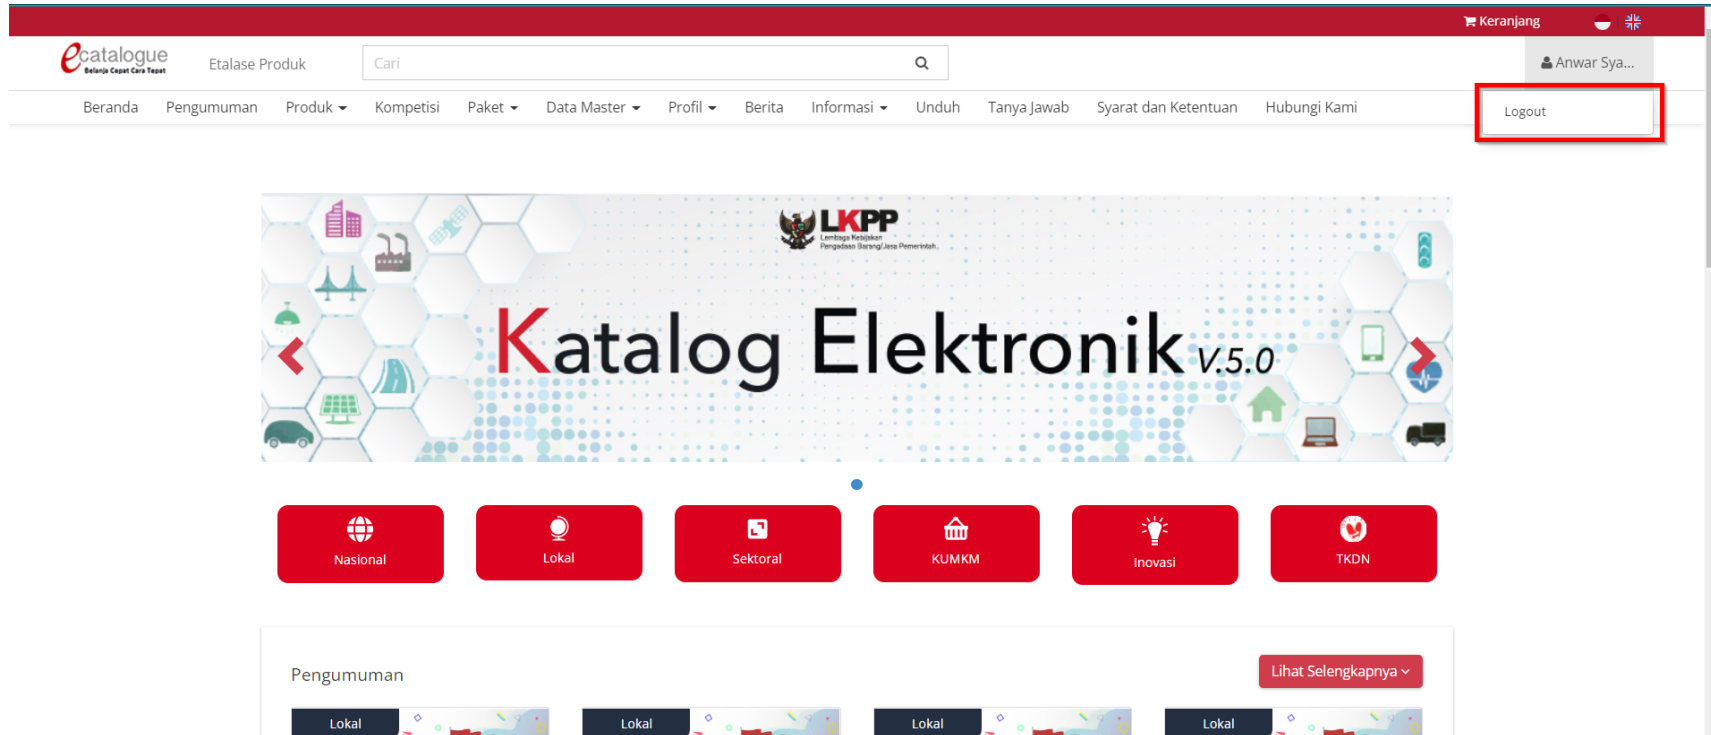 Keranjang
ecatalogue
Belanja Cepat Cara Tepat
Etalase Produk
Cari
Anwar Sya...
Beranda Pengumuman Produk Kompetisi Paket Data Master Profil Berita Informasi Unduh Tanya Jawab Syarat dan Ketentuan Hubungi Kami
Logout
LKPP
Lembaga Kebijakan
Pengadaan Barang/Jasa Pemerintah
Katalog Elektronik V.5.0
Nasional
Lokal
Sektoral
KUMKM
Inovasi
TKDN
Pengumuman
Lihat Selengkapnya
Lokal
Lokal
Lokal
Lokal